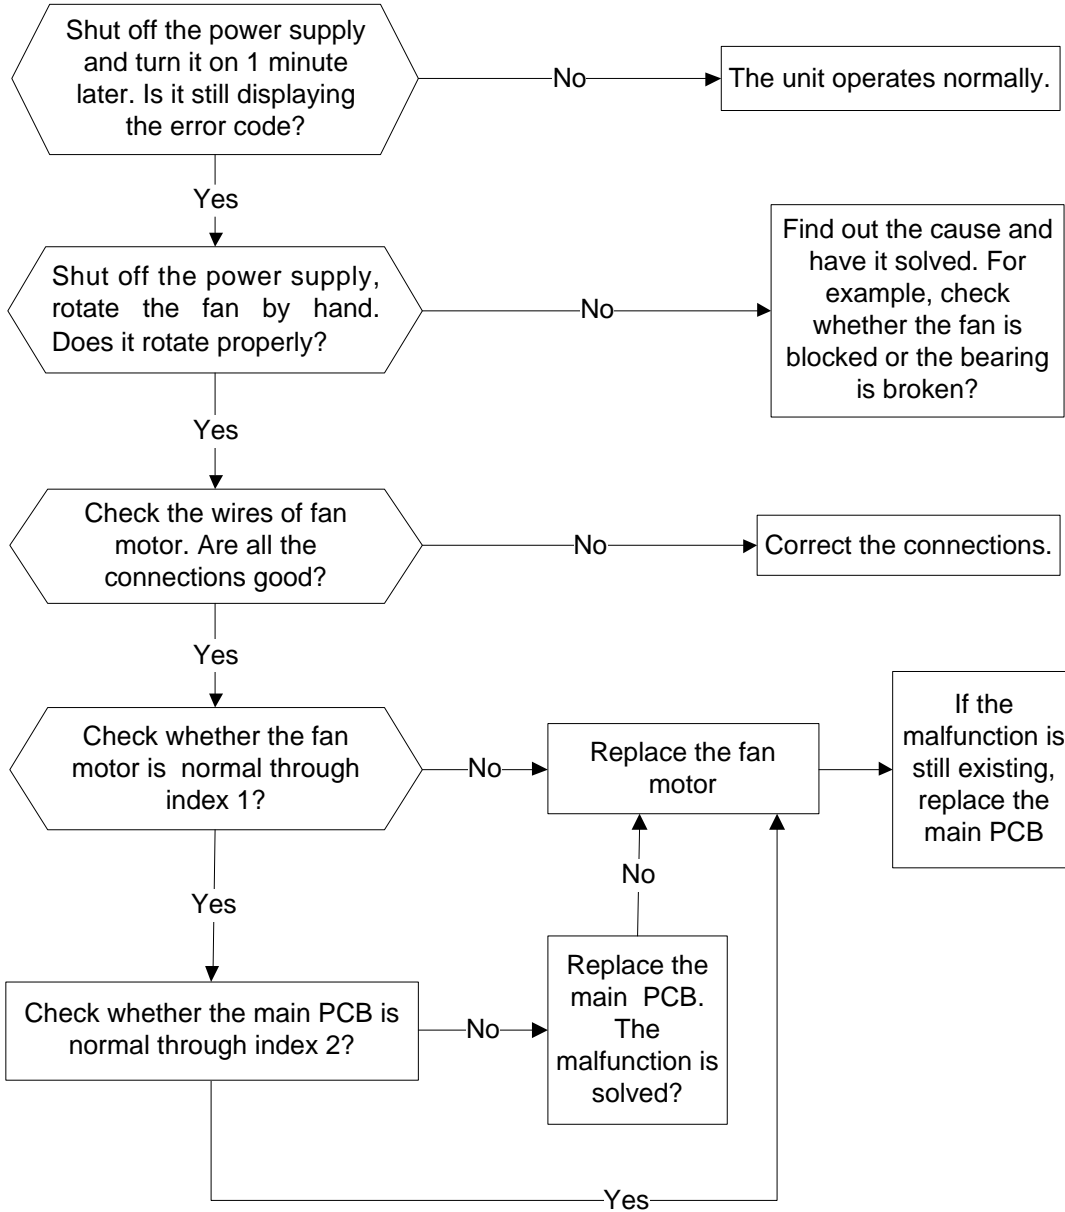 Shut off the power supply
and turn it on 1 minute
later. Is it still displaying
the error code?
No
The unit operates normally.
Yes
Shut off the power supply,
rotate the fan by hand.
Does it rotate properly?
No
Find out the cause and
have it solved. For
example, check
whether the fan is
blocked or the bearing
is broken?
Yes
Check the wires of fan
motor. Are all the
connections good?
No
Correct the connections.
Yes
Check whether the fan
motor is normal through
index 1?
No
Replace the fan
motor
If the
malfunction is
still existing,
replace the
main PCB
Yes
No
Check whether the main PCB is
normal through index 2?
No
Replace the
main PCB.
The
malfunction is
solved?
Yes